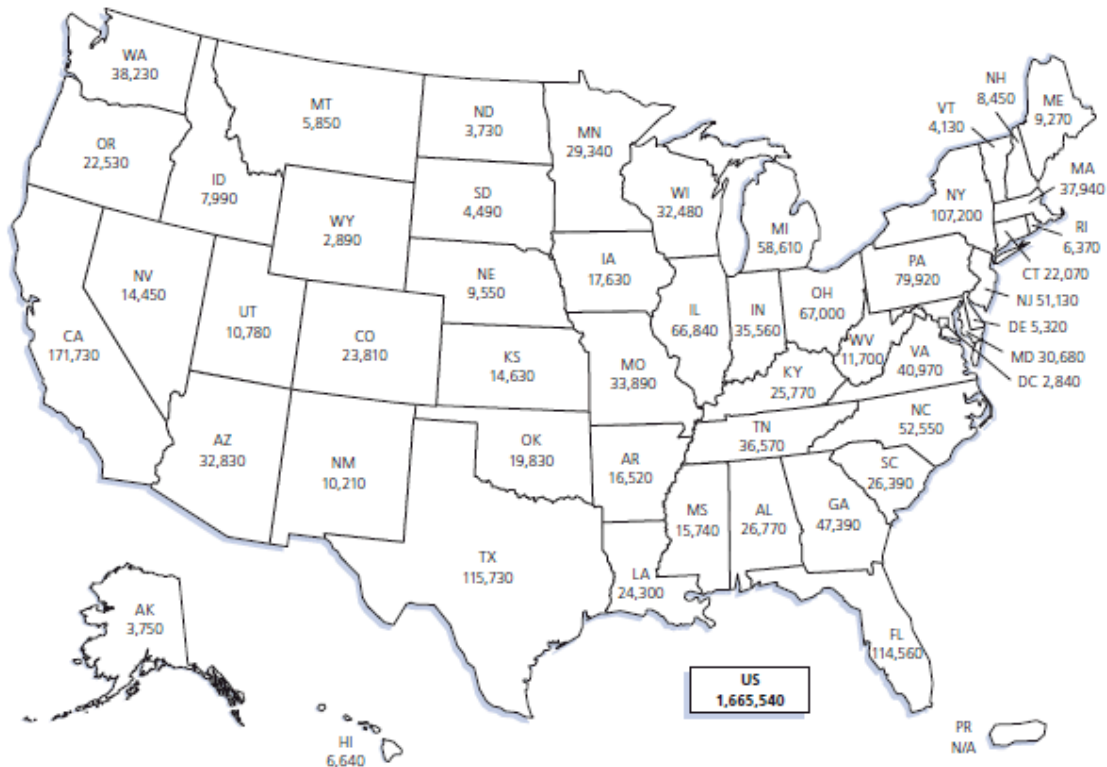 WA
38,230
MT
5,850
ND
3,730
MN
29,340
NH
8,450
VT
4,130
ME
9,270
OR
22,530
ID
7,990
SD
4,490
WI
32,480
MA
37,940
NY
107,200
WY
2,890
MI
58,610
RI
6,370
CT 22,070
IA
17,630
PA
79,920
NE
9,550
NV
14,450
NJ 51,130
OH
67,000
UT
10,780
IL
66,840
IN
35,560
DE 5,320
CA
171,730
CO
23,810
WV
11,700
VA
40,970
MD 30,680
DC 2,840
KS
14,630
MO
33,890
KY
25,770
NC
52,550
TN
36,570
AZ
32,830
OK
19,830
NM
10,210
AR
16,520
SC
26,390
MS
15,740
AL
26,770
GA
47,390
TX
115,730
LA
24,300
AK
3,750
FL
114,560
US
1,665,540
PR
N/A
HI
6,640